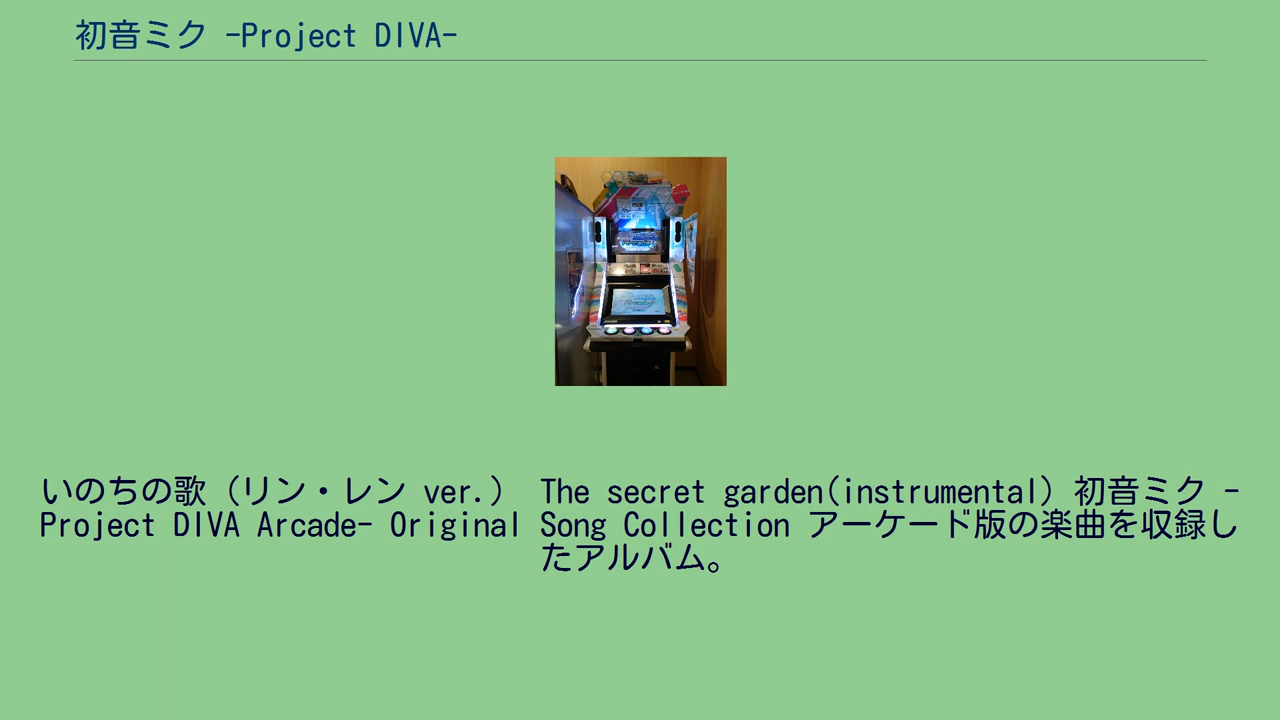 初音ミク -Project DIVA-
いのちの歌（リン・レン ver.） The secret garden(instrumental) 初音ミク -
Project DIVA Arcade- Original Song Collection アーケード版の楽曲を収録し
たアルバム。